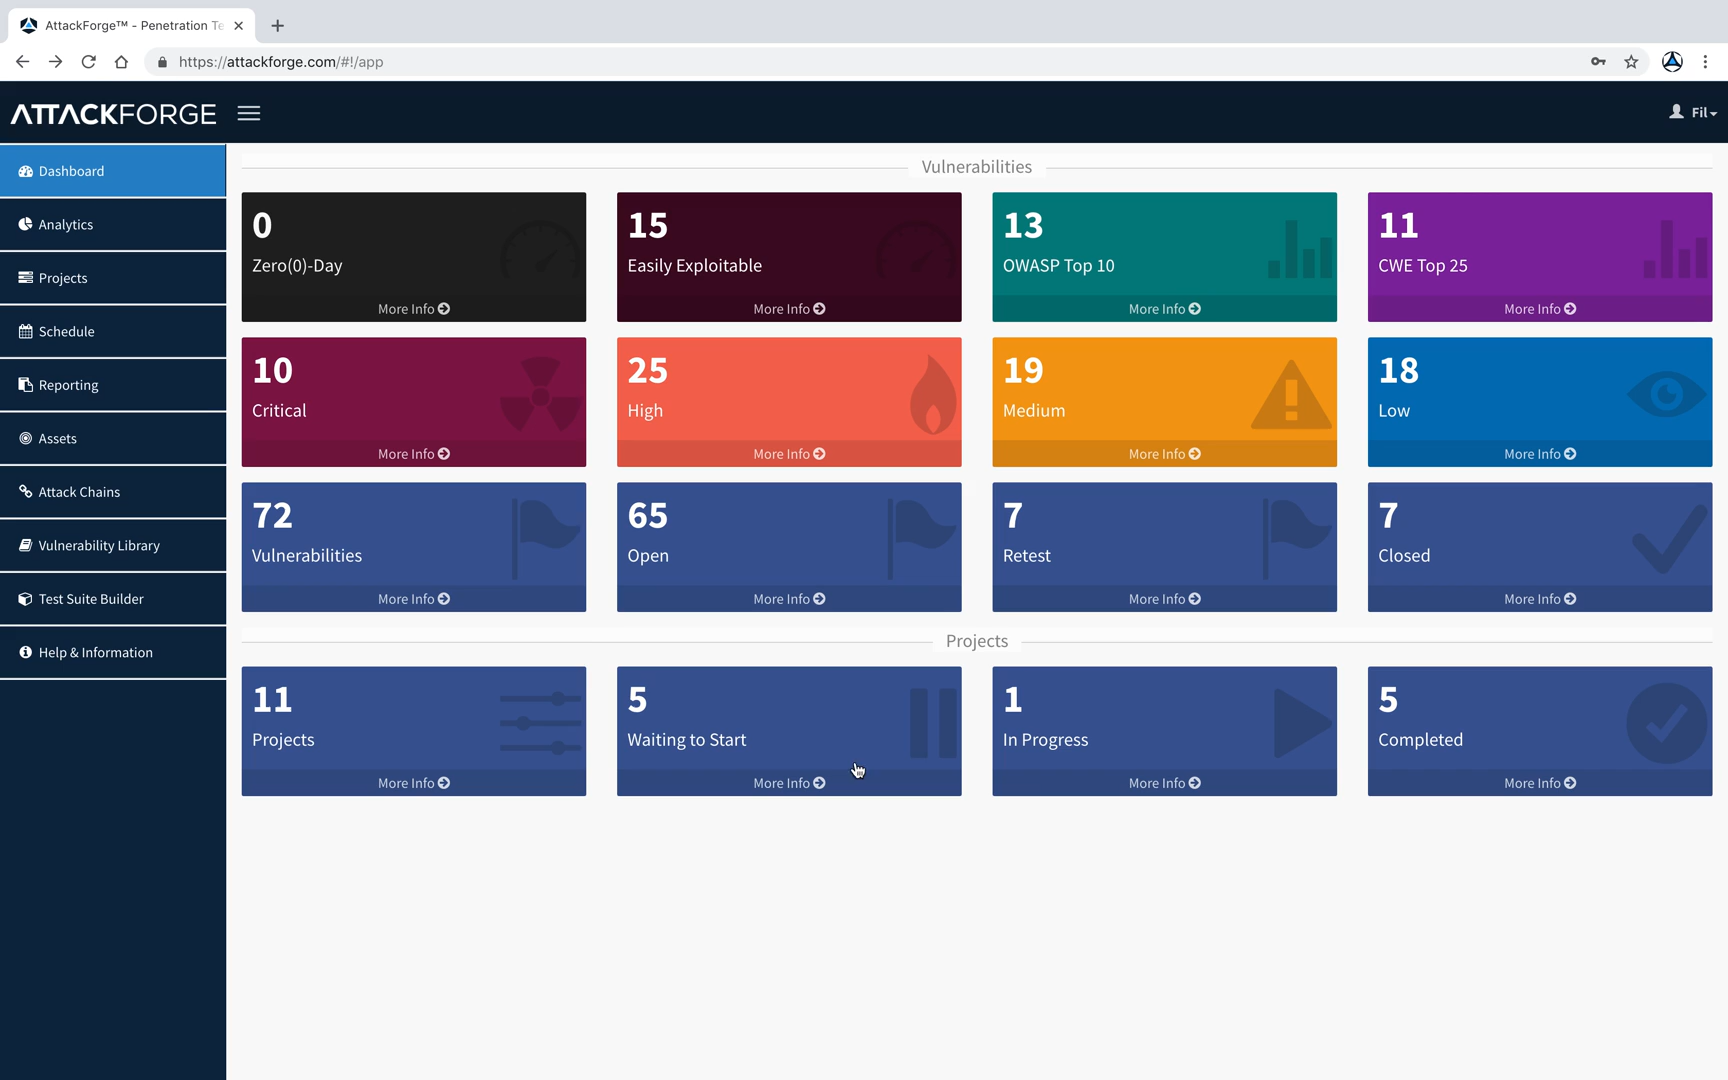 AttackForge™ - Penetration Te
https://attackforge.com/#!/app
ATTACKFORGE
Fil
Dashboard
Analytics
Projects
Schedule
Reporting
Assets
Attack Chains
Vulnerability Library
Test Suite Builder
Help & Information
Vulnerabilities
0
Zero(0)-Day
More Info
15
Easily Exploitable
More Info
13
OWASP Top 10
More Info
11
CWE Top 25
More Info
10
Critical
More Info
25
High
More Info
19
Medium
More Info
18
Low
More Info
72
Vulnerabilities
More Info
65
Open
More Info
7
Retest
More Info
7
Closed
More Info
Projects
11
Projects
More Info
5
Waiting to Start
More Info
1
In Progress
More Info
5
Completed
More Info